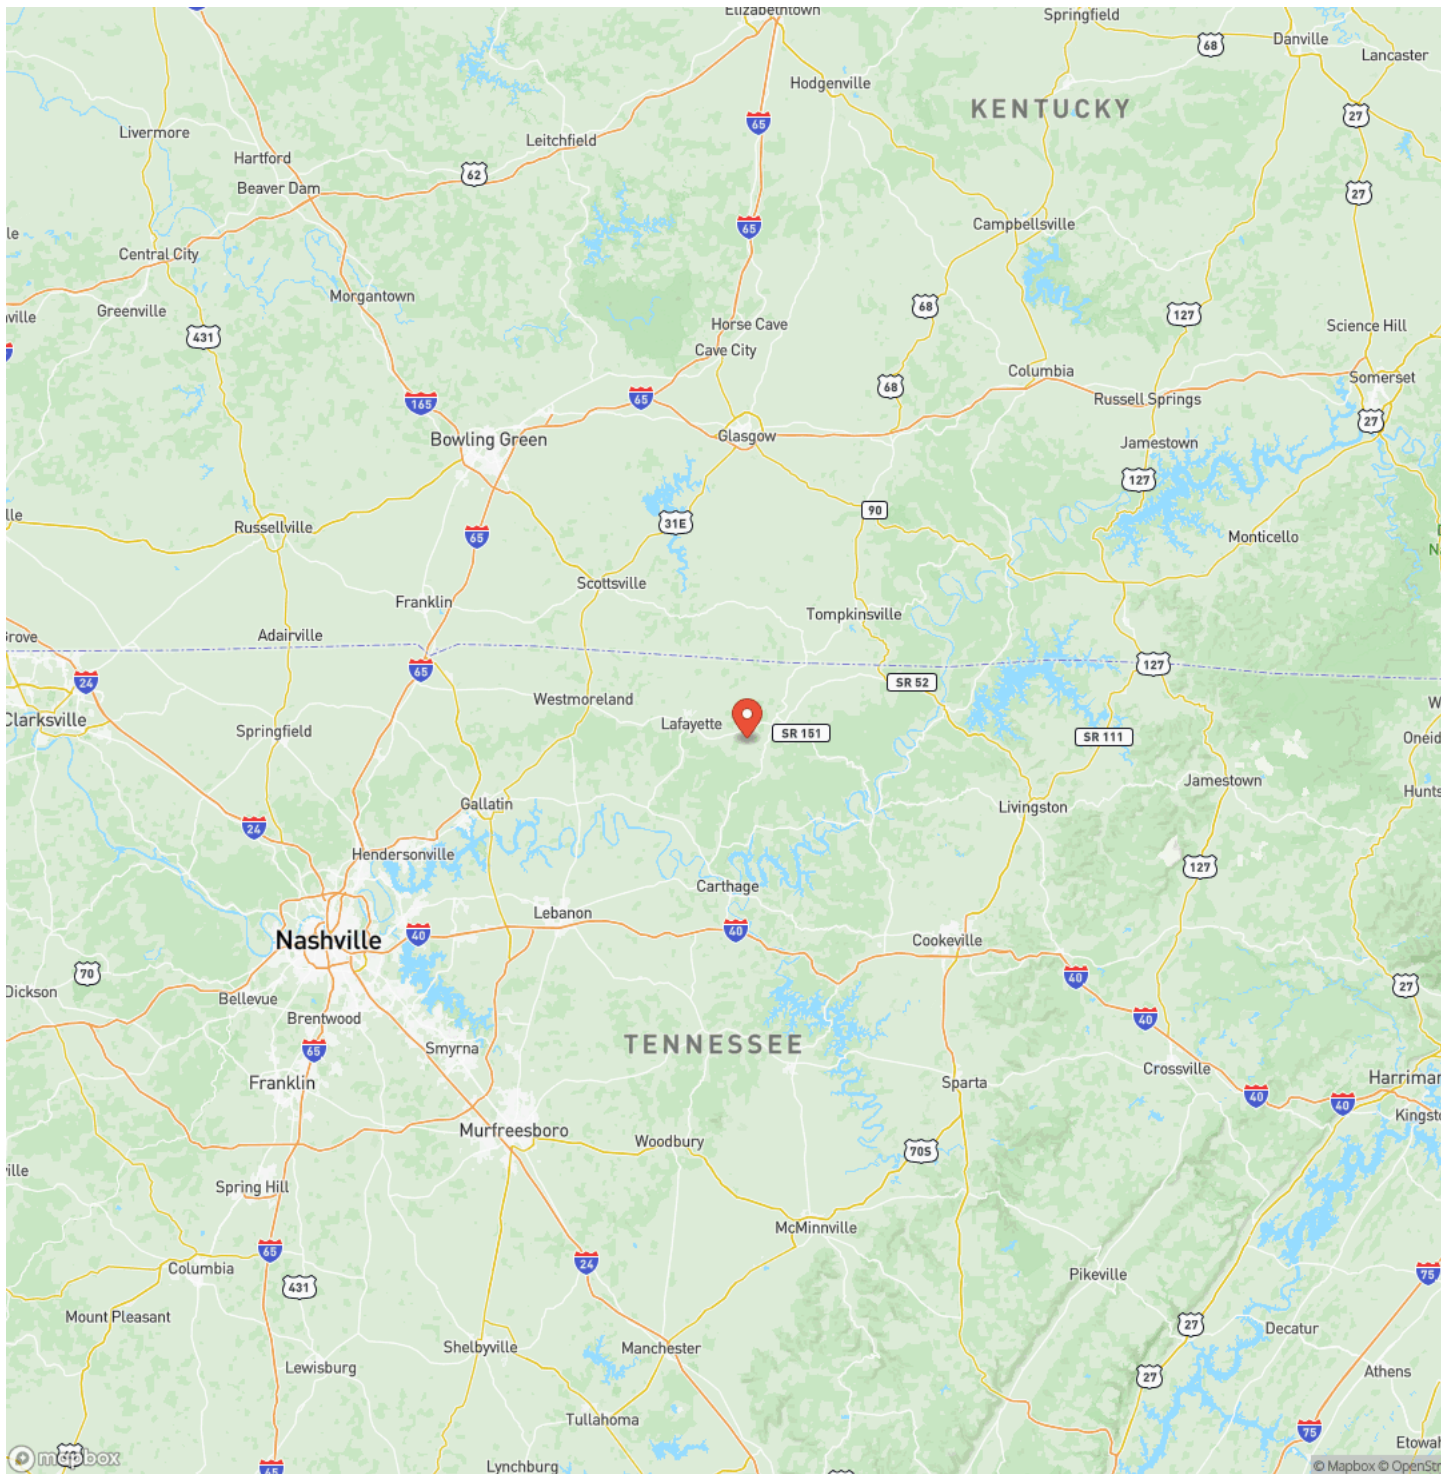 Elizabethtown
Springfield
68
Danville
Lancaster
Hodgenville
KENTUCKY
27
65
Livermore
Leitchfield
Hartford
62
Beaver Dam
27
Campbellsville
65
Central City
Morgantown
68
Greenville
127
431
Horse Cave
Science Hill
Cave City
Columbia
68
Somerset
65
165
Russell Springs
27
Bowling Green
Glasgow
Jamestown
127
90
31E
Russellville
65
Monticello
Scottsville
Franklin
Tompkinsville
Adairville
127
65
24
SR 52
Westmoreland
Clarksville
Lafayette
Springfield
SR 151
SR 111
Jamestown
Gallatin
Livingston
24
Hendersonville
127
Carthage
Lebanon
40
40
Nashville
Cookeville
70
40
27
Dickson
Bellevue
Brentwood
40
TENNESSEE
65
Smyrna
Crossville
Franklin
Sparta
Harriman
40
40
Murfreesboro
Woodbury
70S
Spring Hill
McMinnville
65
24
Columbia
75
Pikeville
431
Mount Pleasant
27
Decatur
Shelbyville
Manchester
Lewisburg
Athens
27
Tullahoma
75
mapbox
65
Lynchburg
© Mapbox © OpenStr